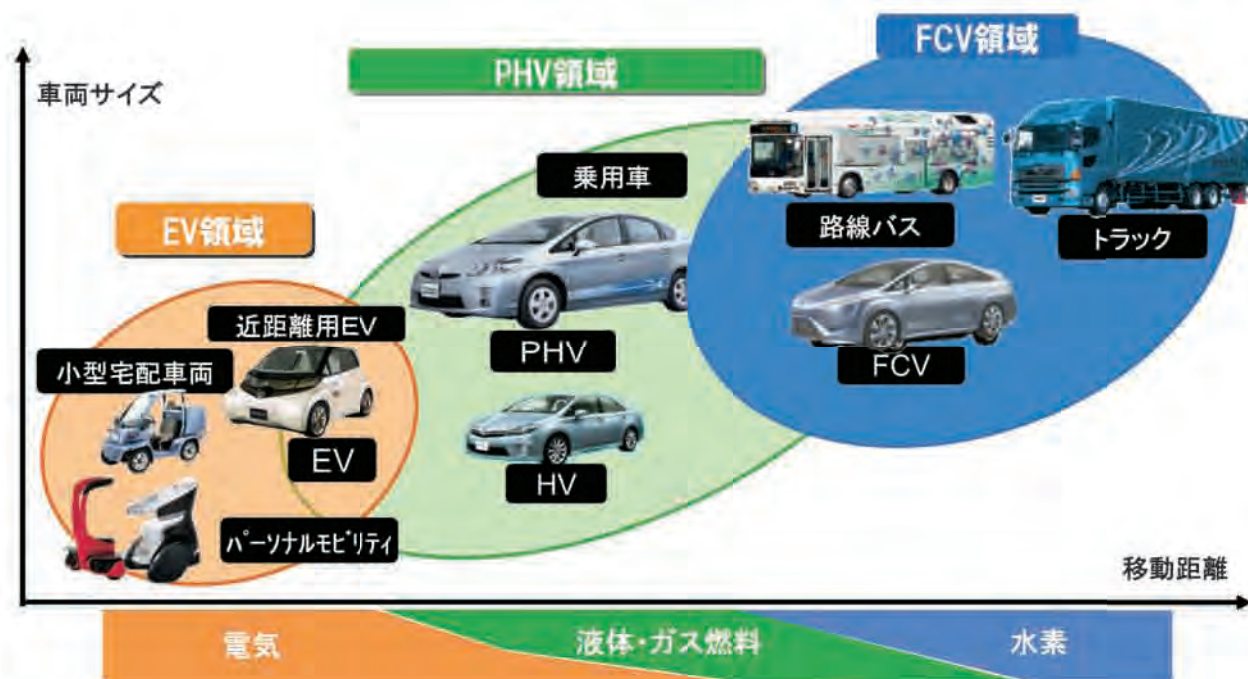 FCV領域
PHV領域
車両サイズ
乗用車
EV領域
路線バス
トラック
近距離用EV
小型宅配車両
PHV
FCV
EV
HV
パーソナルモビリティ
移動距離
電気
液体・ガス燃料
水素